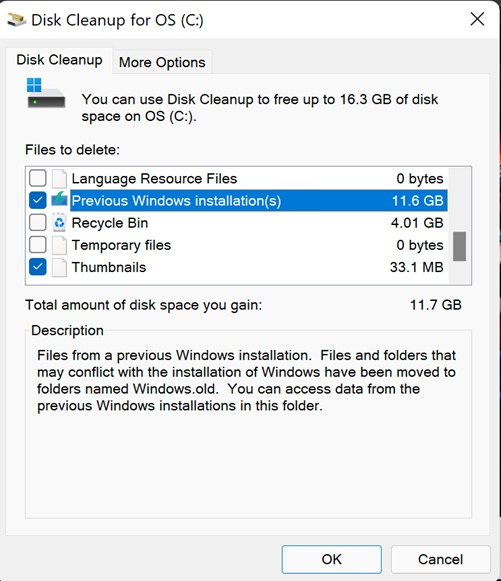 Disk Cleanup for OS (C:)
Disk Cleanup
More Options
You can use Disk Cleanup to free up to 16.3 GB of disk
space on OS (C:).
Files to delete:
Language Resource Files 0 bytes
Previous Windows installation(s) 11.6 GB
Recycle Bin 4.01 GB
Temporary files 0 bytes
Thumbnails 33.1 MB
Total amount of disk space you gain: 11.7 GB
Description
Files from a previous Windows installation.  Files and folders that
may conflict with the installation of Windows have been moved to
folders named Windows.old.  You can access data from the
previous Windows installations in this folder.
OK
Cancel